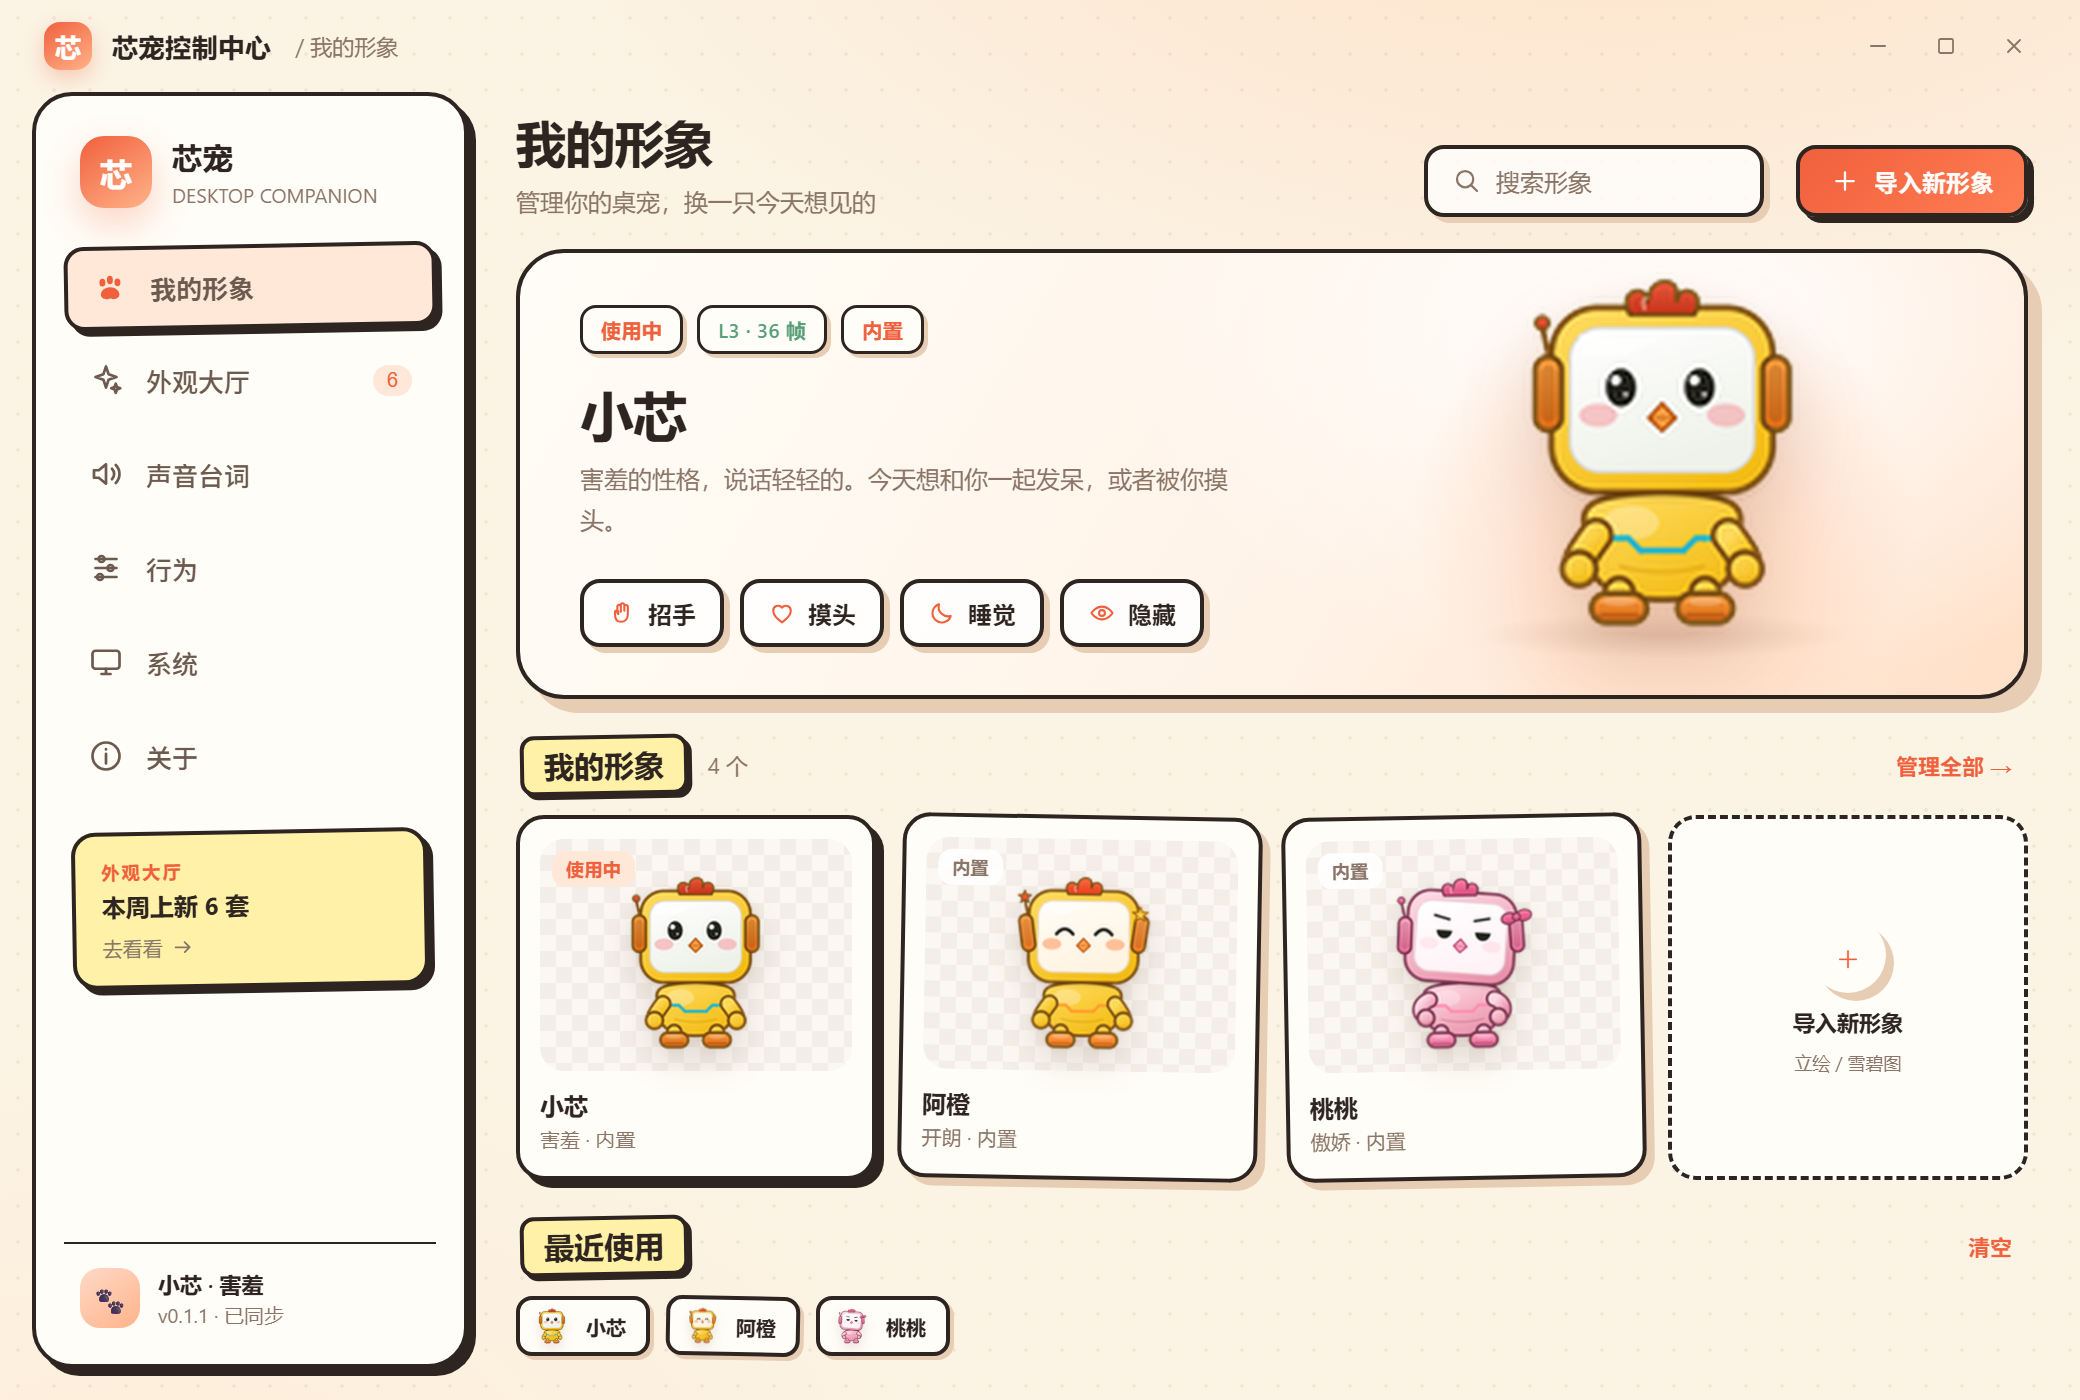 芯 芯宠控制中心 / 我的形象
芯 芯宠
DESKTOP COMPANION
我的形象
外观大厅 6
声音台词
行为
系统
关于
外观大厅
本周上新 6 套
去看看 →
小芯 · 害羞
v0.1.1 · 已同步
我的形象
管理你的桌宠，换一只今天想见的
搜索形象
导入新形象
使用中 L3 · 36 帧 内置
小芯
害羞的性格，说话轻轻的。今天想和你一起发呆，或者被你摸
头。
招手 摸头 睡觉 隐藏
我的形象 4 个 管理全部 →
使用中
小芯
害羞 · 内置
内置
阿橙
开朗 · 内置
内置
桃桃
傲娇 · 内置
导入新形象
立绘 / 雪碧图
最近使用 清空
小芯 阿橙 桃桃